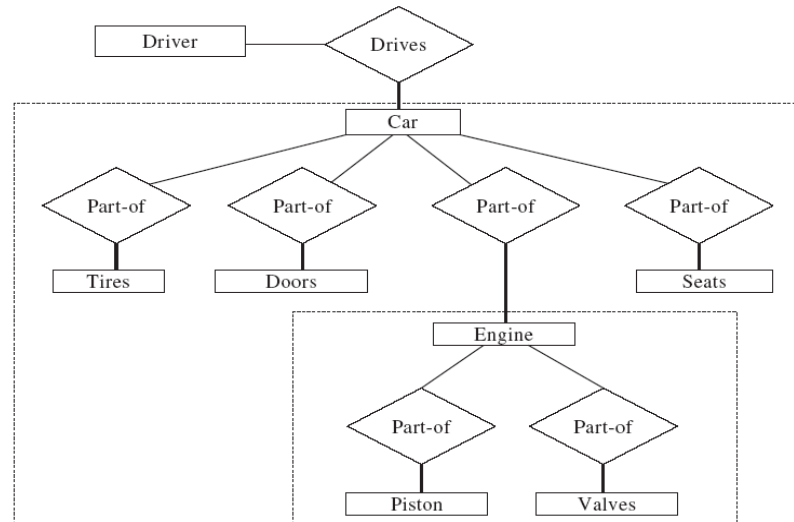 Driver
Drives
Car
Part-of
Part-of
Part-of
Part-of
Tires
Doors
Seats
Engine
Part-of
Part-of
Piston
Valves